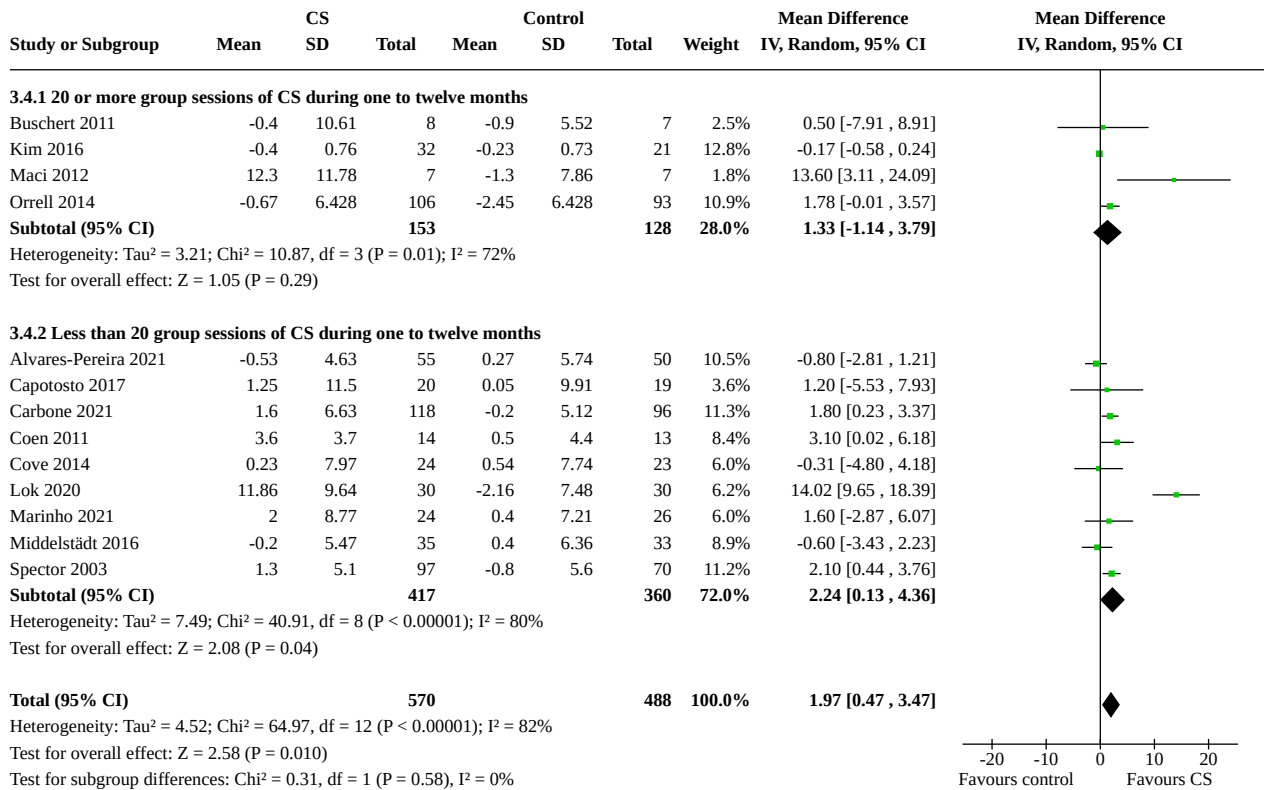 CS Control Mean Difference Mean Difference
Study or Subgroup Mean SD Total Mean SD Total Weight IV, Random, 95% CI IV, Random, 95% CI
3.4.1 20 or more group sessions of CS during one to twelve months
Buschert 2011 -0.4 10.61 8 -0.9 5.52 7 2.5% 0.50 [-7.91 , 8.91]
Kim 2016 -0.4 0.76 32 -0.23 0.73 21 12.8% -0.17 [-0.58 , 0.24]
Maci 2012 12.3 11.78 7 -1.3 7.86 7 1.8% 13.60 [3.11 , 24.09]
Orrell 2014 -0.67 6.428 106 -2.45 6.428 93 10.9% 1.78 [-0.01 , 3.57]
Subtotal (95% CI) 153 128 28.0% 1.33 [-1.14 , 3.79]
Heterogeneity: Tau² = 3.21; Chi² = 10.87, df = 3 (P = 0.01); I² = 72%
Test for overall effect: Z = 1.05 (P = 0.29)
3.4.2 Less than 20 group sessions of CS during one to twelve months
Alvares-Pereira 2021 -0.53 4.63 55 0.27 5.74 50 10.5% -0.80 [-2.81 , 1.21]
Capotosto 2017 1.25 11.5 20 0.05 9.91 19 3.6% 1.20 [-5.53 , 7.93]
Carbone 2021 1.6 6.63 118 -0.2 5.12 96 11.3% 1.80 [0.23 , 3.37]
Coen 2011 3.6 3.7 14 0.5 4.4 13 8.4% 3.10 [0.02 , 6.18]
Cove 2014 0.23 7.97 24 0.54 7.74 23 6.0% -0.31 [-4.80 , 4.18]
Lok 2020 11.86 9.64 30 -2.16 7.48 30 6.2% 14.02 [9.65 , 18.39]
Marinho 2021 2 8.77 24 0.4 7.21 26 6.0% 1.60 [-2.87 , 6.07]
Middelstädt 2016 -0.2 5.47 35 0.4 6.36 33 8.9% -0.60 [-3.43 , 2.23]
Spector 2003 1.3 5.1 97 -0.8 5.6 70 11.2% 2.10 [0.44 , 3.76]
Subtotal (95% CI) 417 360 72.0% 2.24 [0.13 , 4.36]
Heterogeneity: Tau² = 7.49; Chi² = 40.91, df = 8 (P < 0.00001); I² = 80%
Test for overall effect: Z = 2.08 (P = 0.04)
Total (95% CI) 570 488 100.0% 1.97 [0.47 , 3.47]
Heterogeneity: Tau² = 4.52; Chi² = 64.97, df = 12 (P < 0.00001); I² = 82%
Test for overall effect: Z = 2.58 (P = 0.010)
-20 -10 0 10 20
Test for subgroup differences: Chi² = 0.31, df = 1 (P = 0.58), I² = 0%
Favours control Favours CS